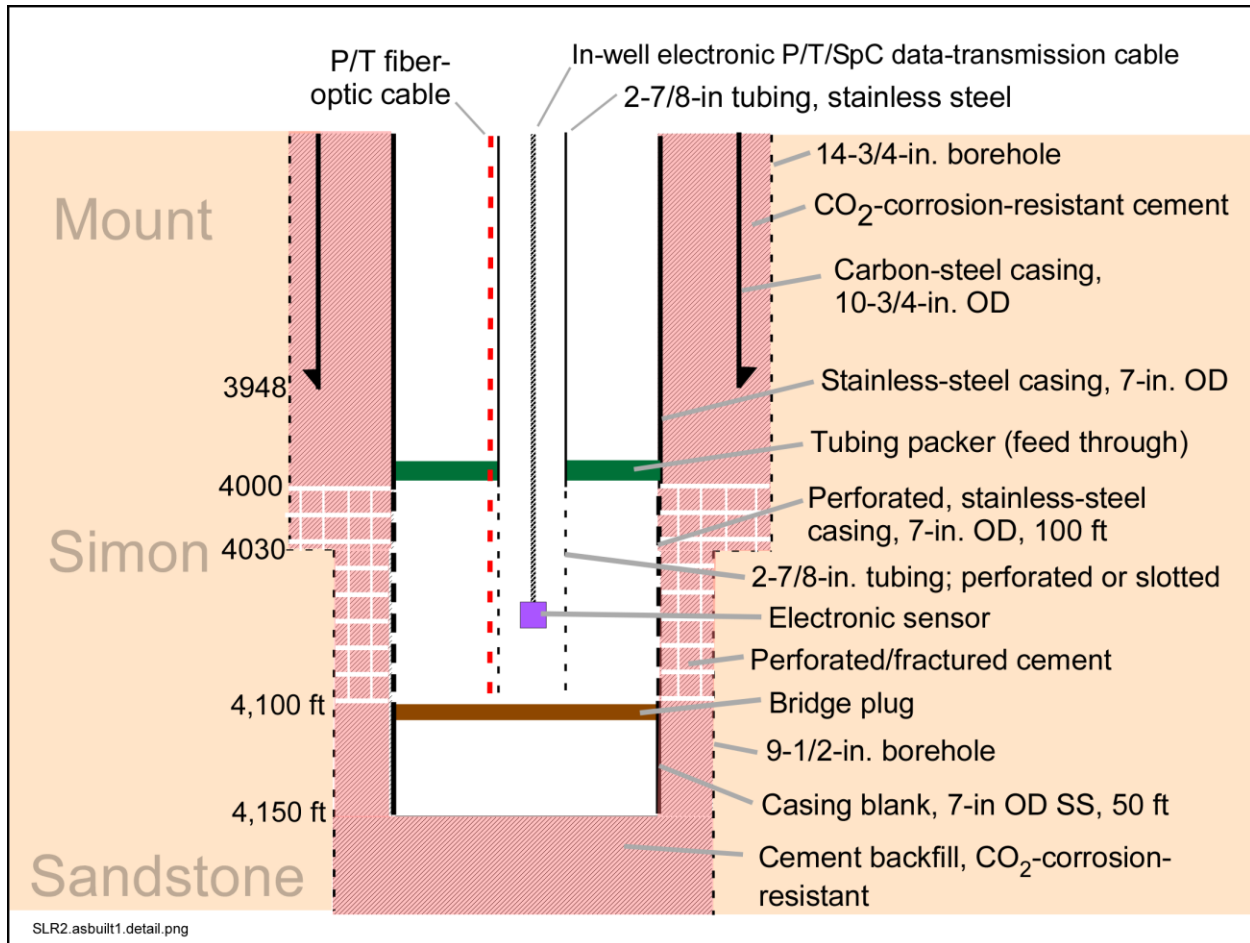 P/T fiber-
optic cable
In-well electronic P/T/SpC data-transmission cable
2-7/8-in tubing, stainless steel
14-3/4-in. borehole
Mount
CO2-corrosion-resistant cement
Carbon-steel casing,
10-3/4-in. OD
3948
Stainless-steel casing, 7-in. OD
Tubing packer (feed through)
4000
Perforated, stainless-steel
casing, 7-in. OD, 100 ft
Simon
4030
2-7/8-in. tubing; perforated or slotted
Electronic sensor
Perforated/fractured cement
4,100 ft
Bridge plug
9-1/2-in. borehole
4,150 ft
Casing blank, 7-in OD SS, 50 ft
Sandstone
Cement backfill, CO2-corrosion-
resistant
SLR2.asbuilt1.detail.png